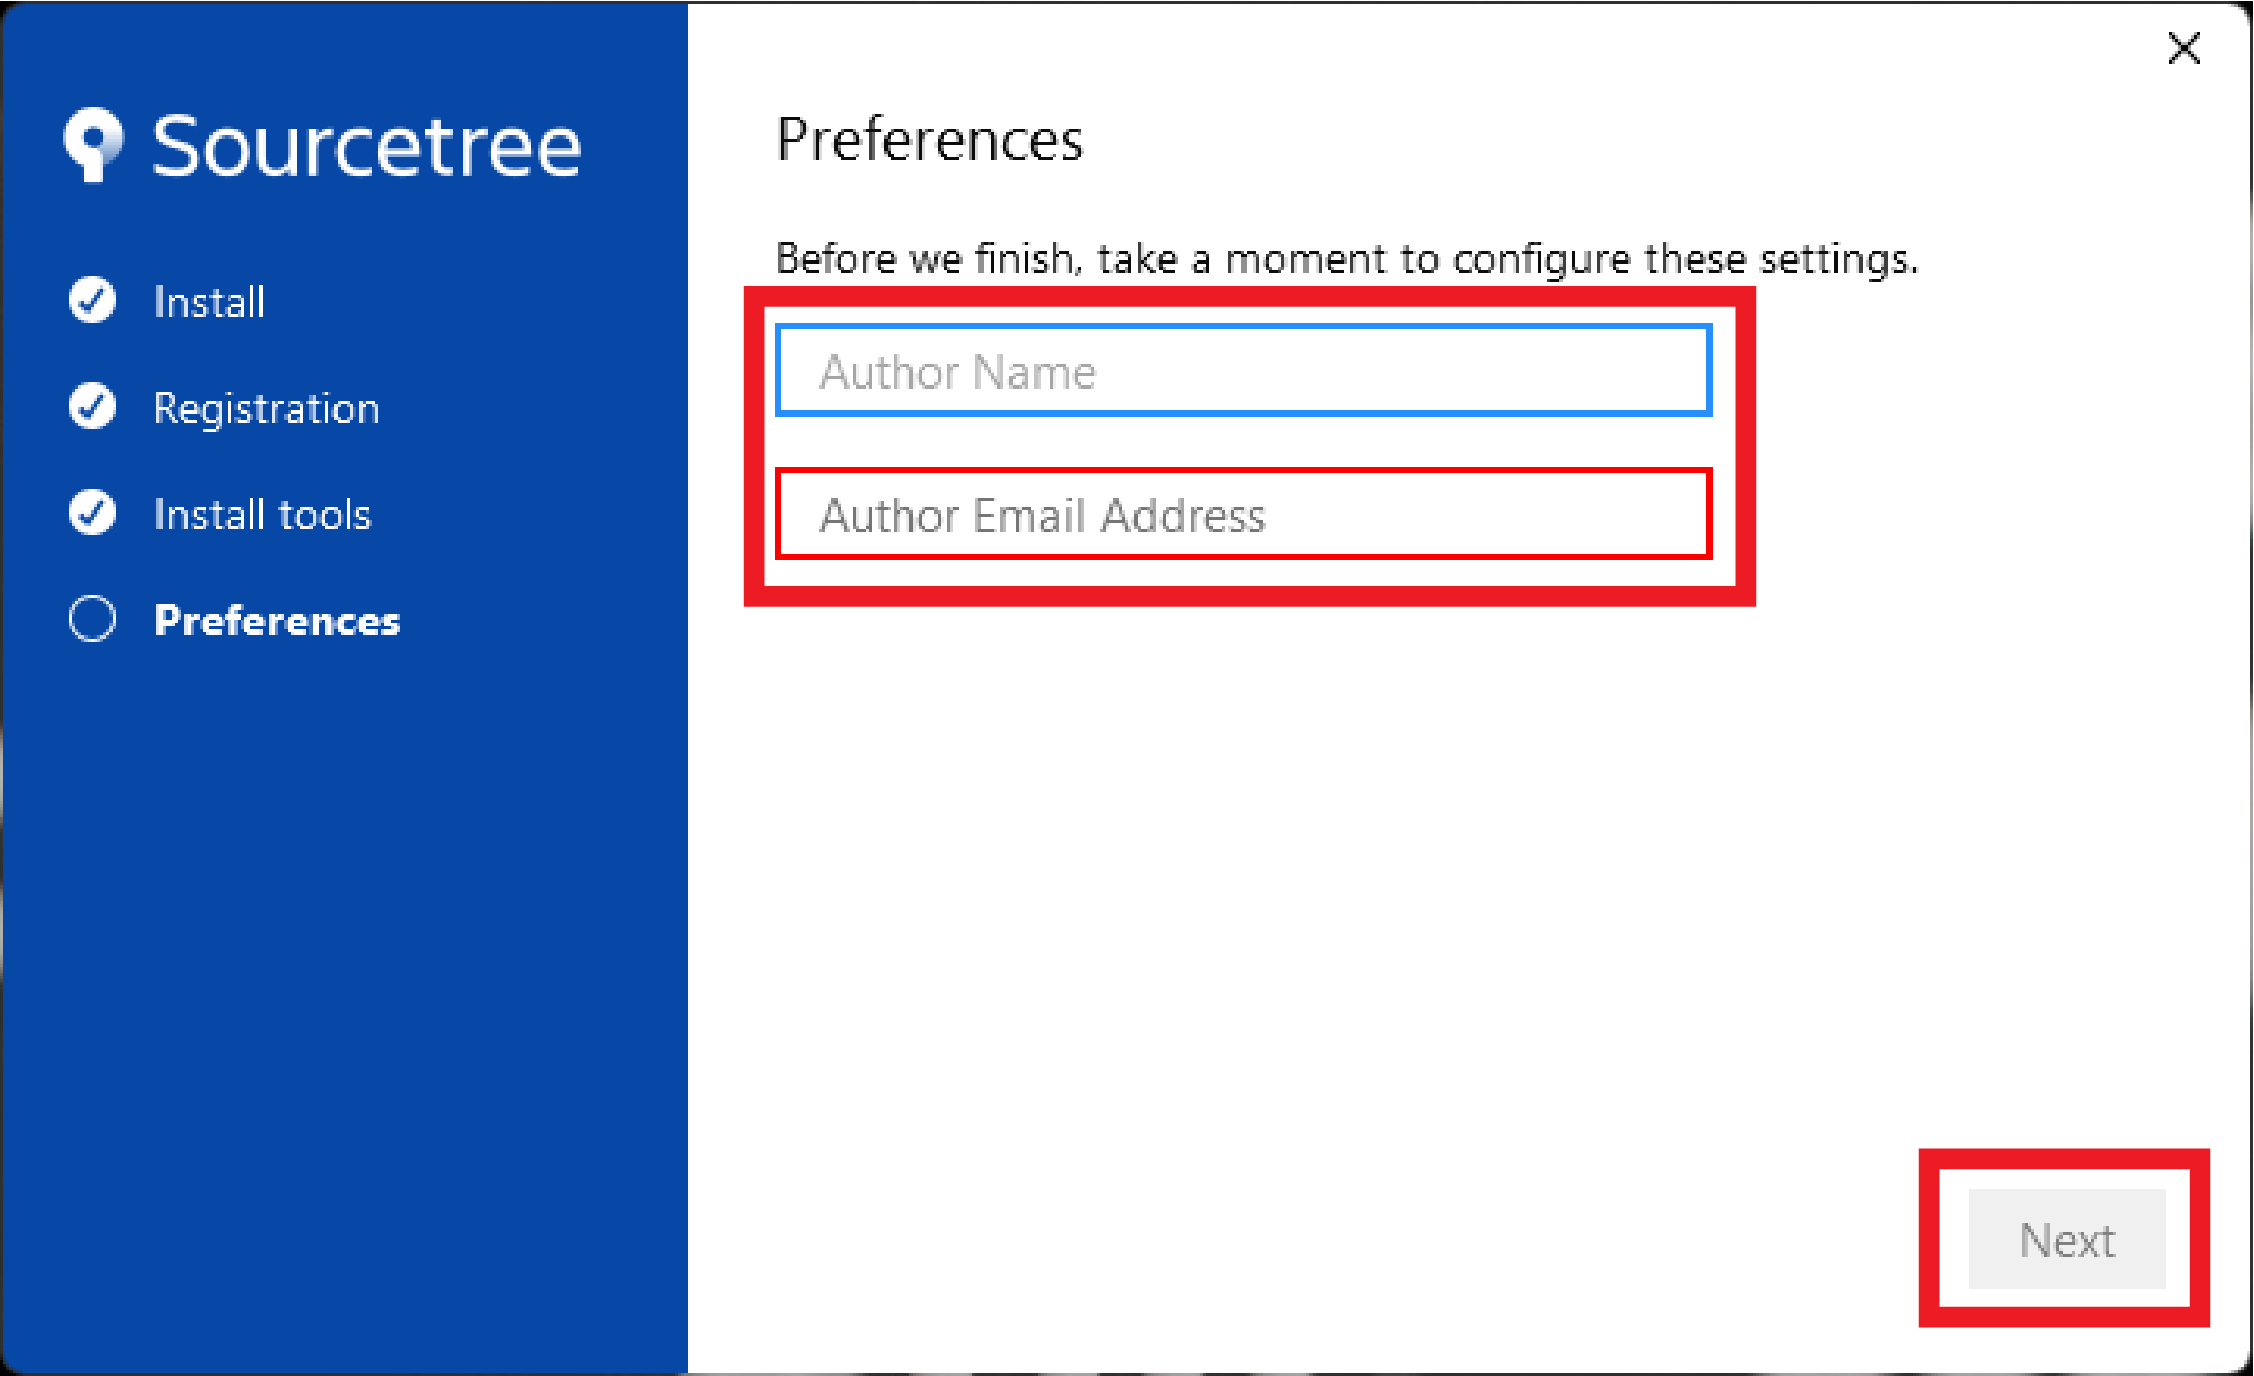 Sourcetree
Install
Registration
Install tools
Preferences
Preferences
Before we finish, take a moment to configure these settings.
Author Name
Author Email Address
Next